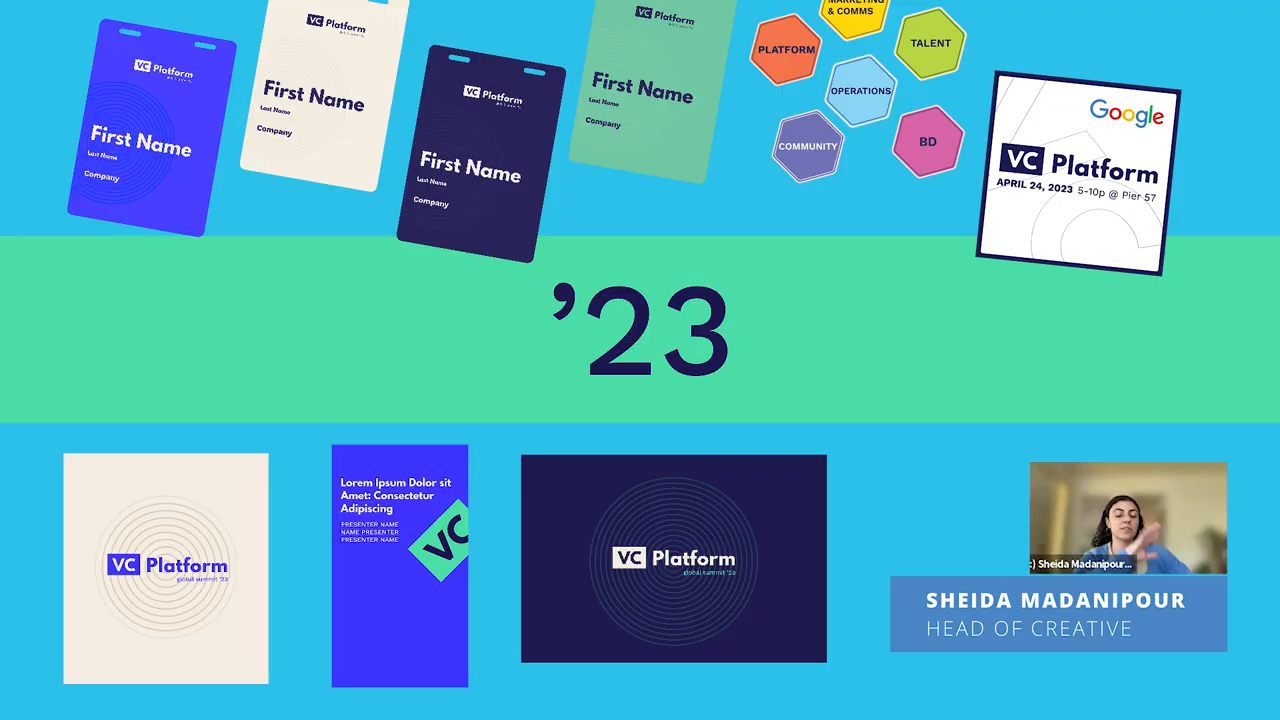 VC Platform
First Name
Last Name
Company
VC Platform
First Name
Last Name
Company
VC Platform
First Name
Last Name
Company
VC Platform
First Name
Last Name
Company
MARKETING
& COMMS
PLATFORM
TALENT
OPERATIONS
COMMUNITY
BD
Google
VC Platform
APRIL 24, 2023 5-10p @ Pier 57
’23
VC Platform
global summit '23
Lorem Ipsum Dolor sit
Amet: Consectetur
Adipiscing
PRESENTER NAME
NAME PRESENTER
PRESENTER NAME
VC
VC Platform
global summit '23
:) Sheida Madanipour...
SHEIDA MADANIPOUR
HEAD OF CREATIVE